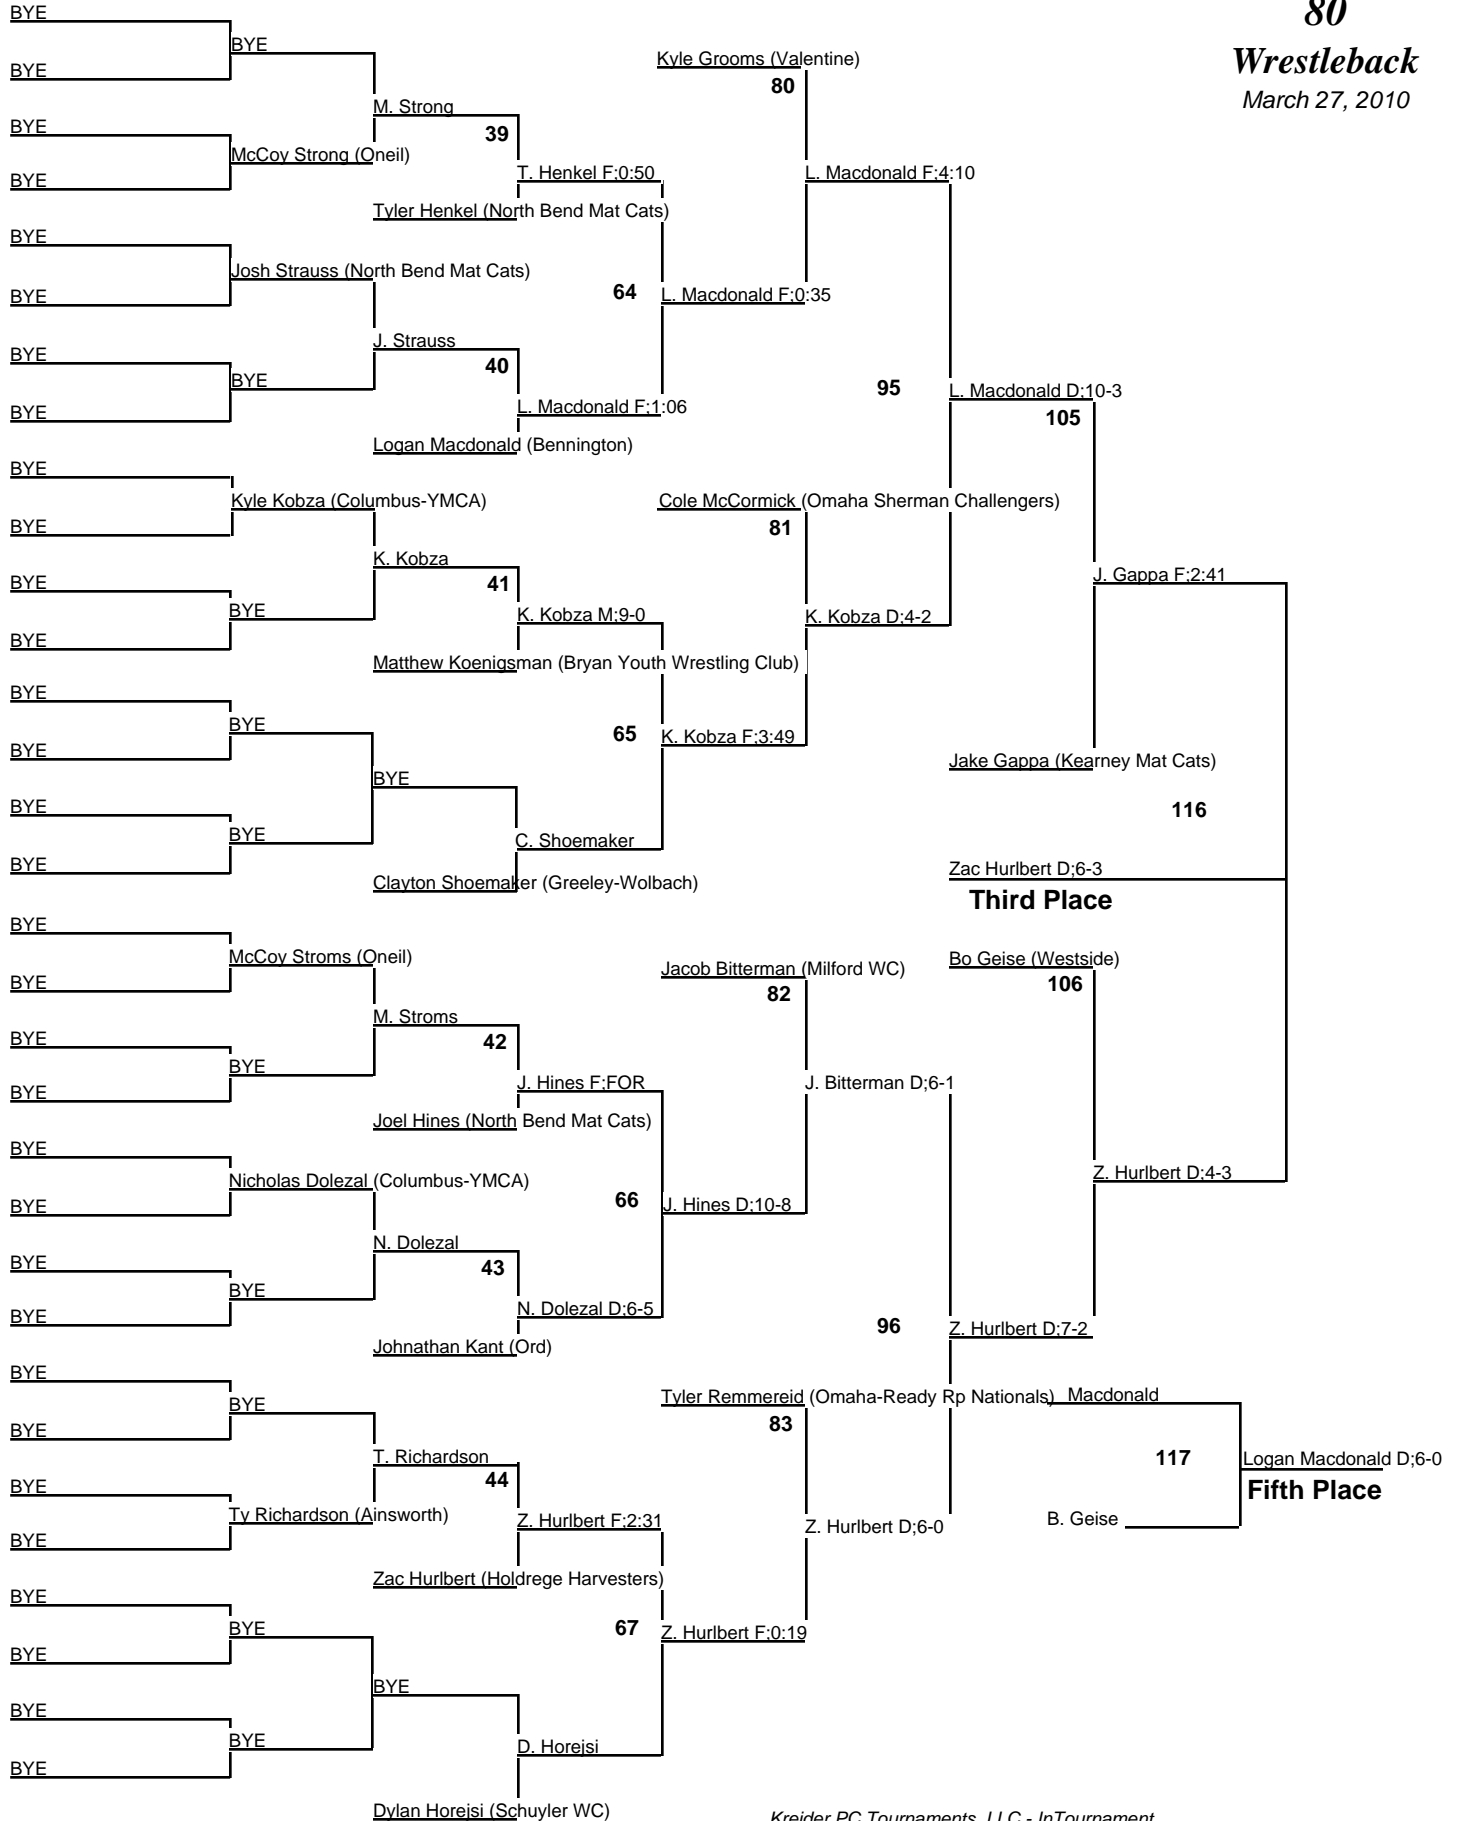 BYE
80
BYE
Wrestleback
Kyle Grooms (Valentine)
BYE
80
March 27, 2010
M. Strong
BYE
39
McCoy Strong (Oneil)
T. Henkel F;0:50
L. Macdonald F;4:10
BYE
Tyler Henkel (North Bend Mat Cats)
BYE
Josh Strauss (North Bend Mat Cats)
64
L. Macdonald F;0:35
BYE
J. Strauss
BYE
40
BYE
95
L. Macdonald D;10-3
L. Macdonald F;1:06
BYE
105
Logan Macdonald (Bennington)
BYE
Kyle Kobza (Columbus-YMCA)
Cole McCormick (Omaha Sherman Challengers)
BYE
81
K. Kobza
J. Gappa F;2:41
BYE
41
BYE
K. Kobza M;9-0
K. Kobza D;4-2
BYE
Matthew Koenigsman (Bryan Youth Wrestling Club)
BYE
BYE
65
K. Kobza F;3:49
BYE
Jake Gappa (Kearney Mat Cats)
BYE
BYE
116
BYE
C. Shoemaker
BYE
Zac Hurlbert D;6-3
Clayton Shoemaker (Greeley-Wolbach)
Third Place
BYE
McCoy Stroms (Oneil)
Bo Geise (Westside)
Jacob Bitterman (Milford WC)
BYE
82
106
M. Stroms
BYE
42
BYE
J. Hines F;FOR
J. Bitterman D;6-1
BYE
Joel Hines (North Bend Mat Cats)
BYE
Nicholas Dolezal (Columbus-YMCA)
Z. Hurlbert D;4-3
BYE
66
J. Hines D;10-8
N. Dolezal
BYE
43
BYE
N. Dolezal D;6-5
BYE
96
Z. Hurlbert D;7-2
Johnathan Kant (Ord)
BYE
BYE
Tyler Remmereid (Omaha-Ready Rp Nationals)
Macdonald
BYE
83
T. Richardson
117
Logan Macdonald D;6-0
BYE
44
Fifth Place
Ty Richardson (Ainsworth)
Z. Hurlbert F;2:31
Z. Hurlbert D;6-0
B. Geise
BYE
Zac Hurlbert (Holdrege Harvesters)
BYE
BYE
67
Z. Hurlbert F;0:19
BYE
BYE
BYE
BYE
D. Horejsi
BYE
Dylan Horejsi (Schuyler WC)
Kreider PC Tournaments, LLC - InTournament